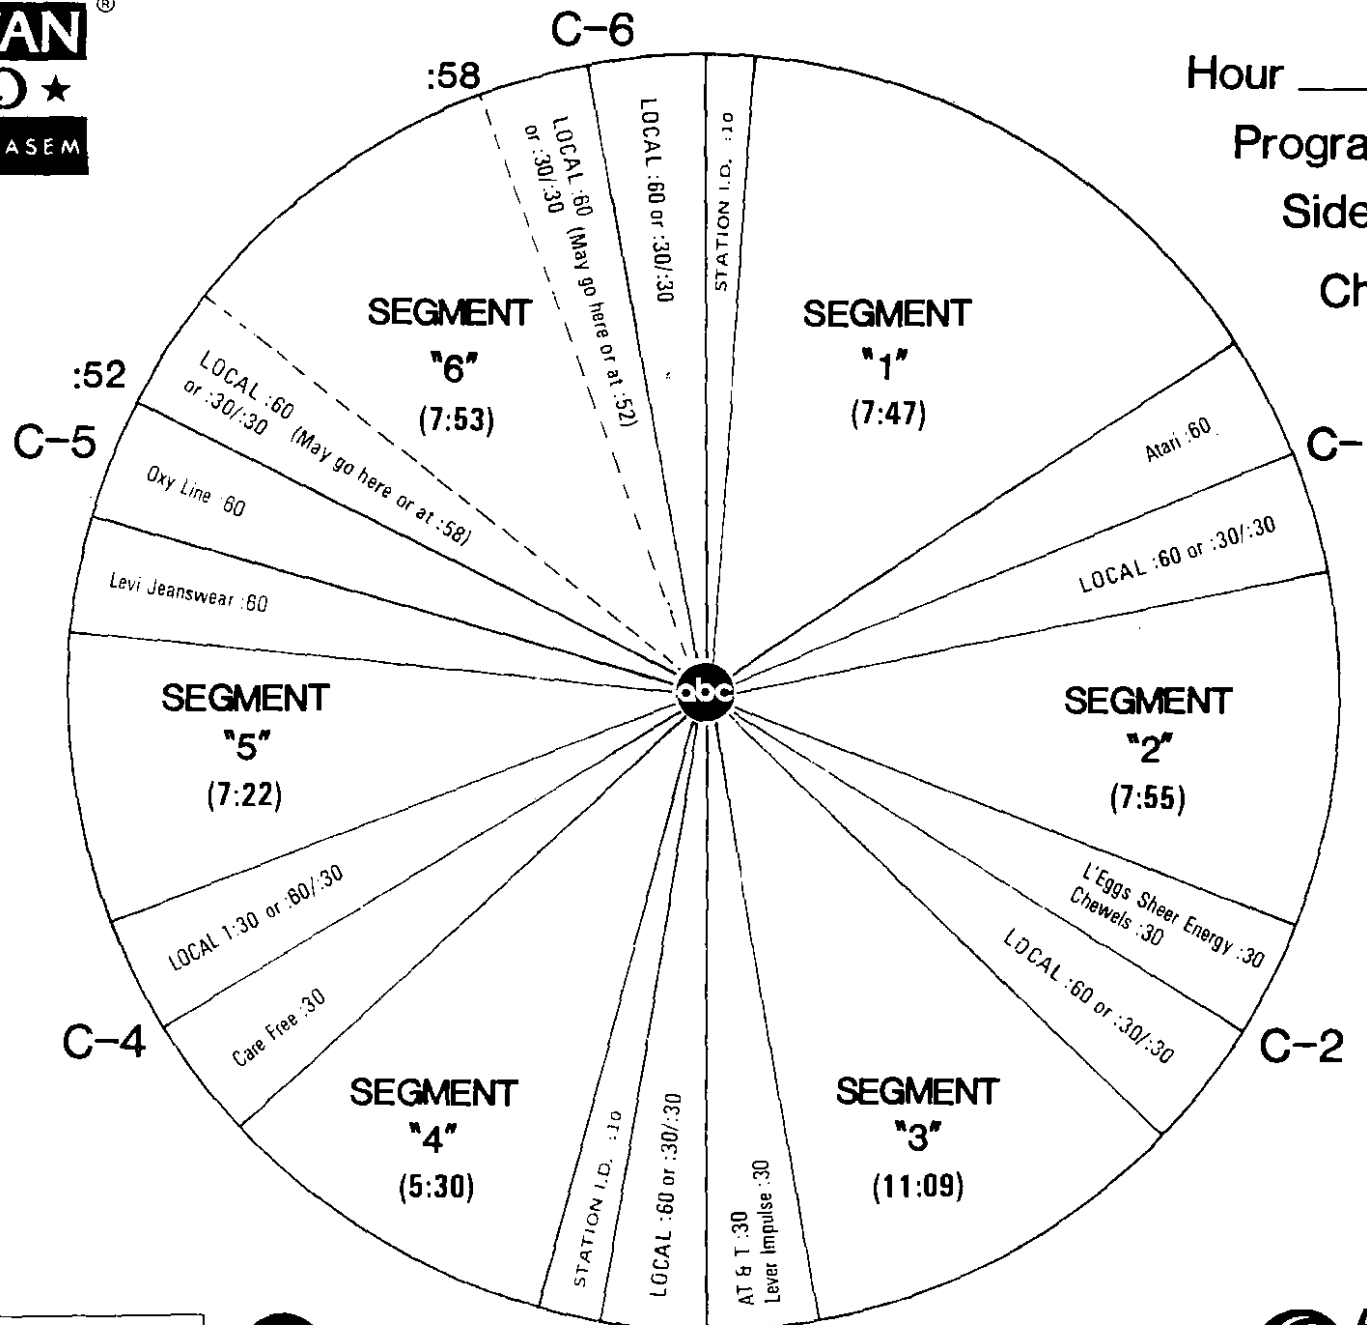 AN
®
ASEM
C-6
:58
Hour
Progra
Side
Ch
STATION I.D. :10
SEGMENT
"1"
(7:47)
Atari :60
C-
LOCAL :60 or :30/:30
SEGMENT
"2"
(7:55)
L'Eggs Sheer Energy :30
Chewels :30
C-2
LOCAL :60 or :30/:30
SEGMENT
"3"
(11:09)
AT & T :30
Lever Impulse :30
LOCAL :60 or :30/:30
STATION I.D. :10
SEGMENT
"4"
(5:30)
Care Free :30
C-4
LOCAL 1:30 or :60/:30
SEGMENT
"5"
(7:22)
Levi Jeanswear :60
Oxy Line :60
C-5
:52
LOCAL :60
or :30/:30 (May go here or at :58)
SEGMENT
"6"
(7:53)
LOCAL :60 (May go here or at :52)
or :30/:30
LOCAL :60 or :30/:30
abc